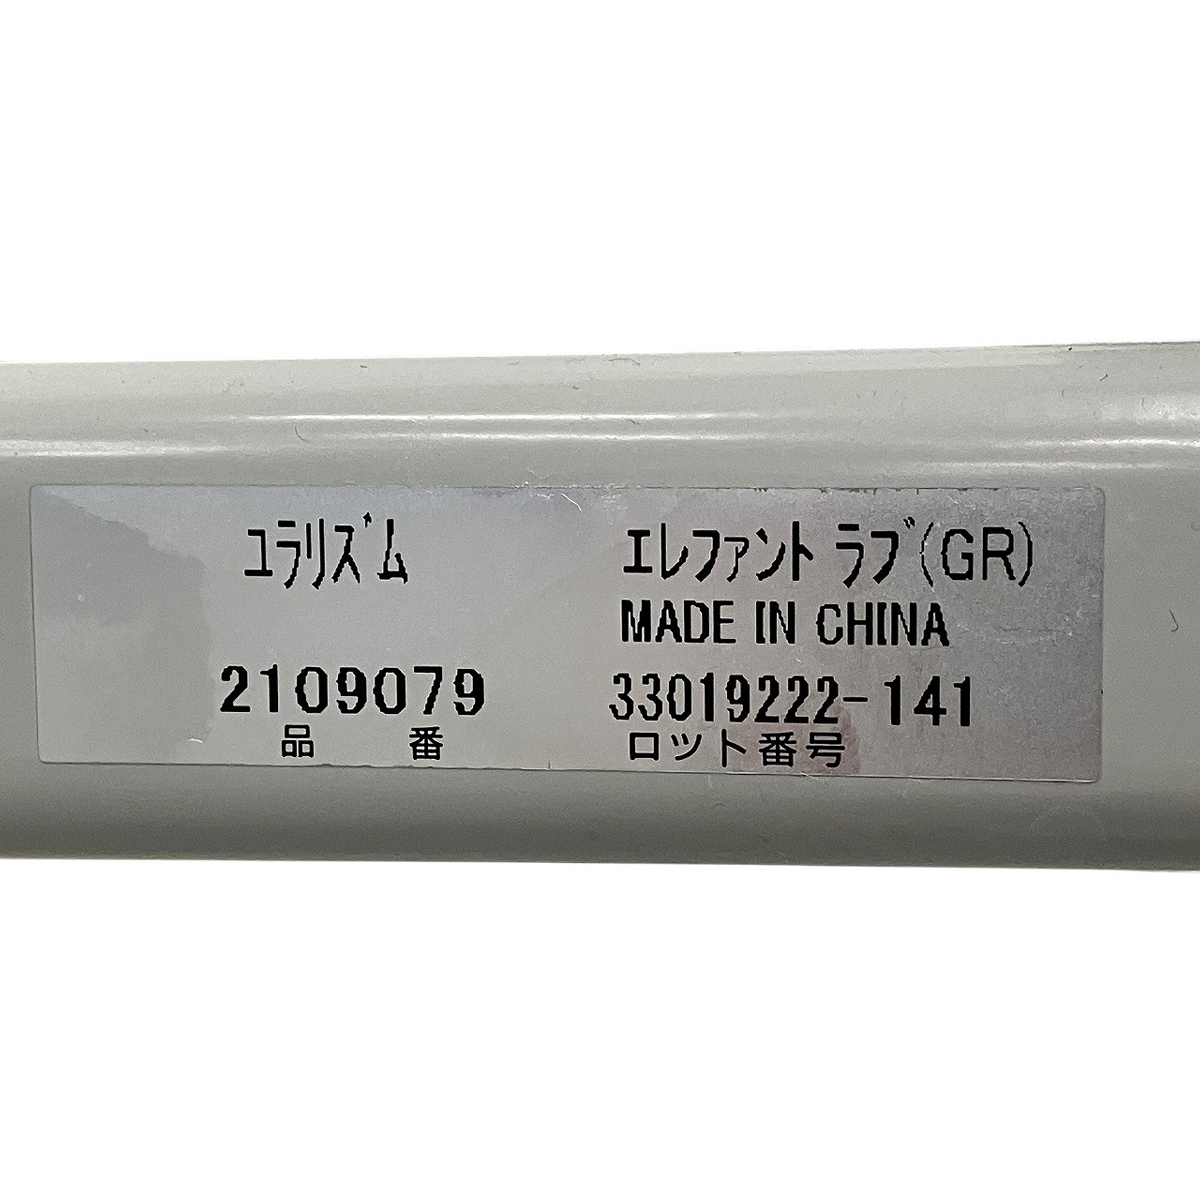 ﾕﾗﾘｽﾞﾑ ｴﾚﾌｧﾝﾄ ﾗﾌﾞ(GR)
MADE IN CHINA
2109079 33019222-141
品番 ロット番号